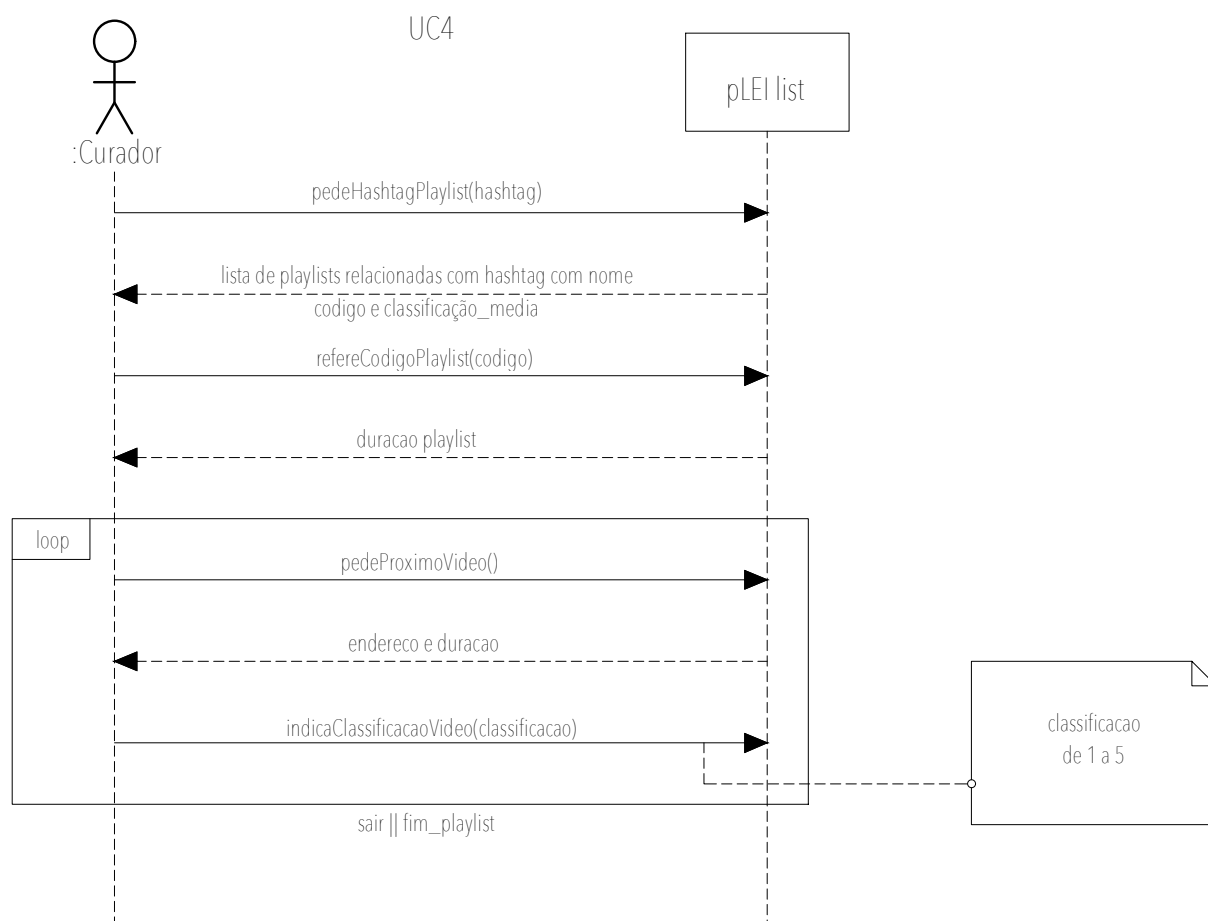 UC4
pLEI list
:Curador
pedeHashtagPlaylist(hashtag)
lista de playlists relacionadas com hashtag com nome
codigo e classificação_media
refereCodigoPlaylist(codigo)
duracao playlist
loop
pedeProximoVideo()
endereco e duracao
indicaClassificacaoVideo(classificacao)
classificacao
de 1 a 5
sair || fim_playlist